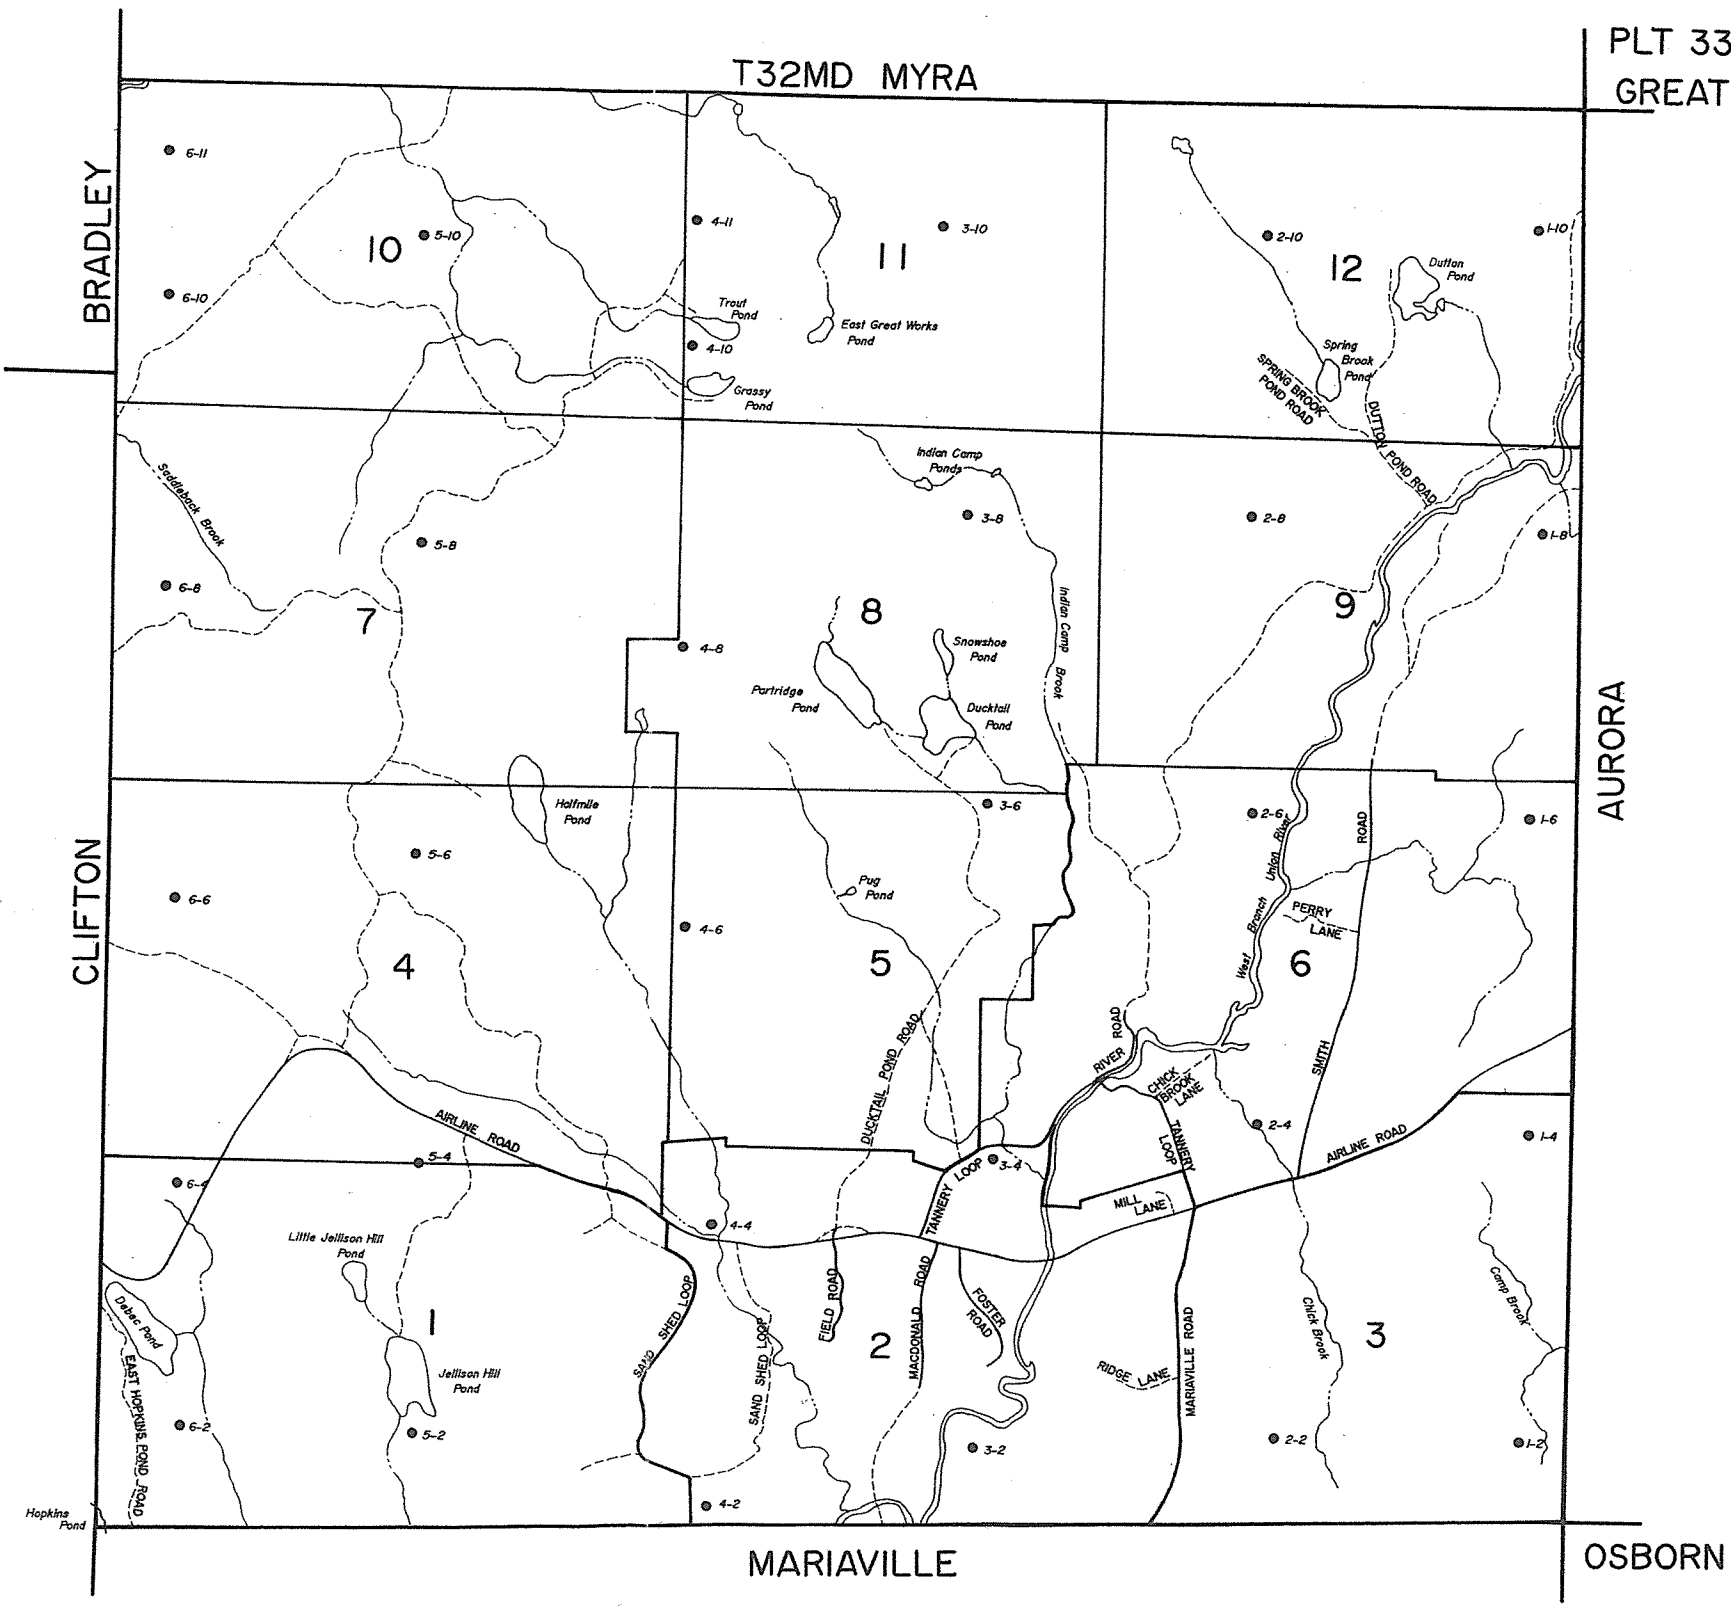 PLT 33
GREAT
T32MD MYRA
BRADLEY
6-11
4-11
3-10
1-10
5-10
10
11
2-10
12
Dutton
Pond
6-10
Trout
Pond
East Great Works
Pond
4-10
Spring
Brook
Pond
SPRING BROOK
POND ROAD
Grassy
Pond
DUTTON POND ROAD
Indian Camp
Ponds
Saddleback Brook
3-8
2-8
1-8
5-8
6-8
7
8
9
Indian Camp Brook
4-8
Snowshoe
Pond
Partridge
Pond
Ducktail
Pond
AURORA
Halfmile
Pond
3-6
2-6
1-6
CLIFTON
5-6
ROAD
Pug
Pond
6-6
4-6
PERRY
LANE
West Branch Union River
4
5
6
DUCKTAIL POND ROAD
RIVER ROAD
SMITH
CHICK
BROOK
LANE
AIRLINE ROAD
TANNERY
LOOP
2-4
AIRLINE ROAD
1-4
5-4
6-4
3-4
TANNERY LOOP
MILL
LANE
4-4
Little Jellison Hill
Pond
Debec Pond
FIELD ROAD
MACDONALD ROAD
FOSTER
ROAD
SAND SHED LOOP
SAND SHED LOOP
1
2
3
Camp Brook
Chick Brook
MARIAVILLE ROAD
RIDGE LANE
EAST HOPKINS POND ROAD
Jellison Hill
Pond
6-2
5-2
3-2
2-2
1-2
4-2
Hopkins
Pond
MARIAVILLE
OSBORN